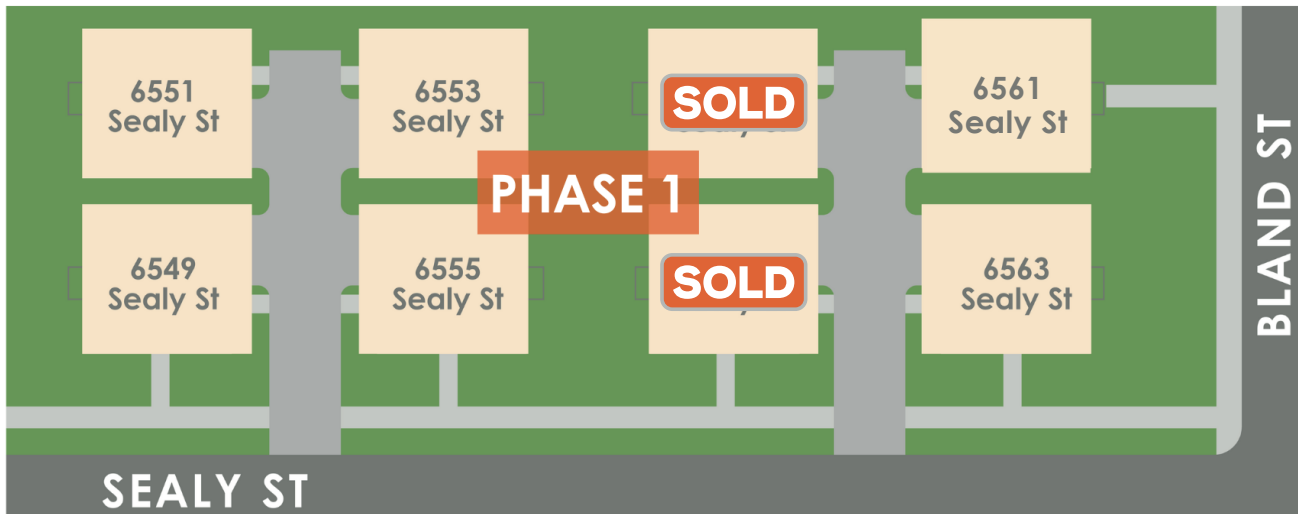 6551
Sealy St
6553
Sealy St
SOLD
6561
Sealy St
PHASE 1
6549
Sealy St
6555
Sealy St
SOLD
6563
Sealy St
BLAND ST
SEALY ST